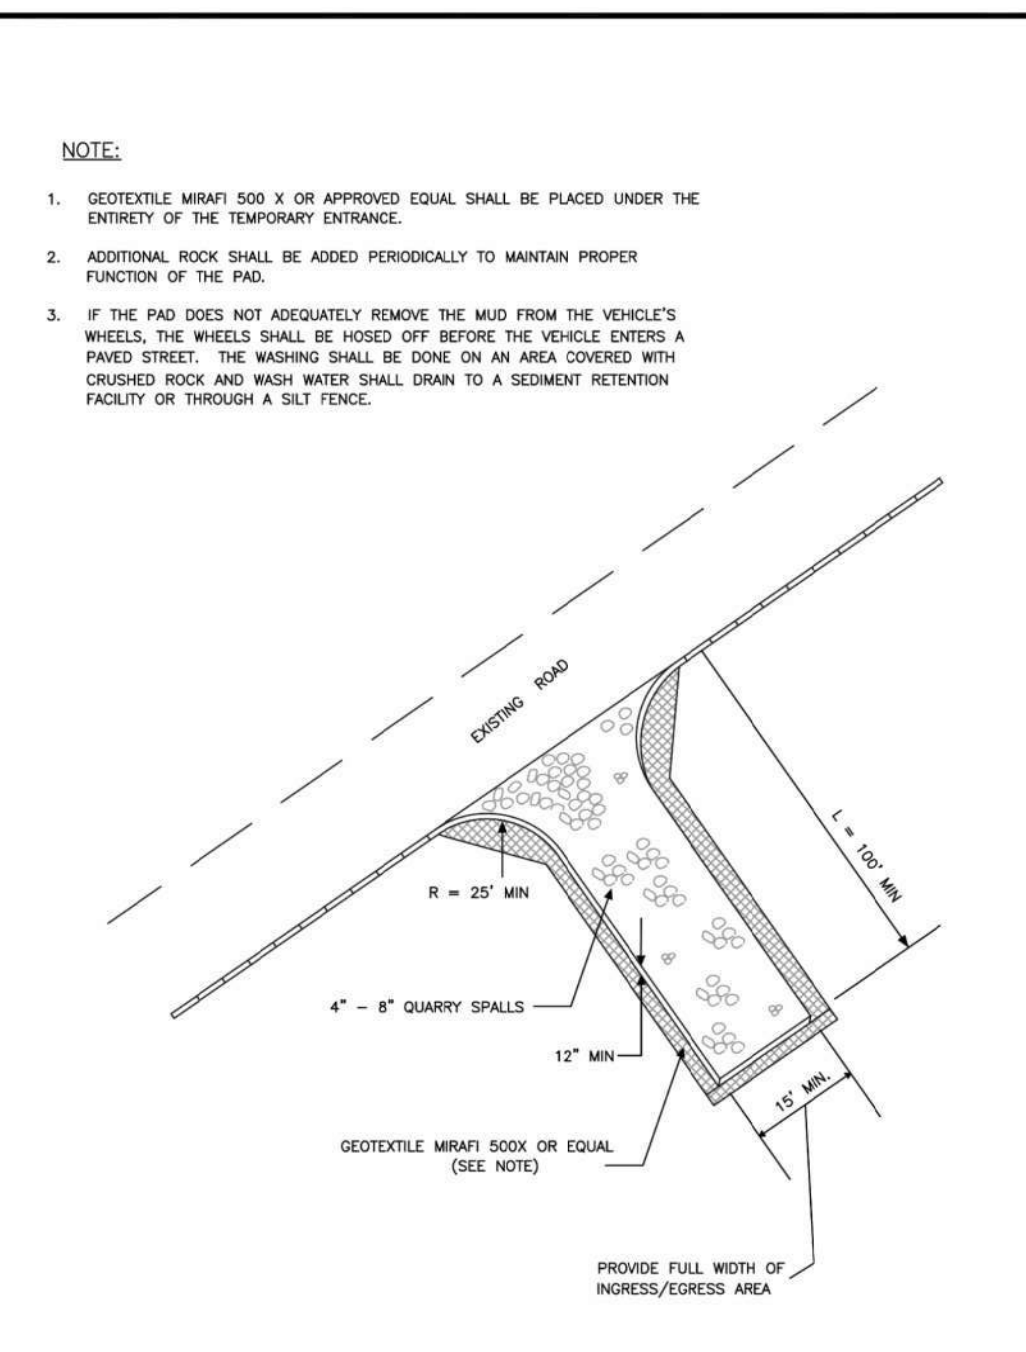 NOTE:
1. GEOTEXTILE MIRAFI 500 X OR APPROVED EQUAL SHALL BE PLACED UNDER THE
ENTIRETY OF THE TEMPORARY ENTRANCE.
2. ADDITIONAL ROCK SHALL BE ADDED PERIODICALLY TO MAINTAIN PROPER
FUNCTION OF THE PAD.
3. IF THE PAD DOES NOT ADEQUATELY REMOVE THE MUD FROM THE VEHICLE'S
WHEELS, THE WHEELS SHALL BE HOSED OFF BEFORE THE VEHICLE ENTERS A
PAVED STREET. THE WASHING SHALL BE DONE ON AN AREA COVERED WITH
CRUSHED ROCK AND WASH WATER SHALL DRAIN TO A SEDIMENT RETENTION
FACILITY OR THROUGH A SILT FENCE.
EXISTING ROAD
L = 100' MIN
R = 25' MIN
4" - 8" QUARRY SPALLS
12" MIN
15' MIN.
GEOTEXTILE MIRAFI 500X OR EQUAL
(SEE NOTE)
PROVIDE FULL WIDTH OF
INGRESS/EGRESS AREA